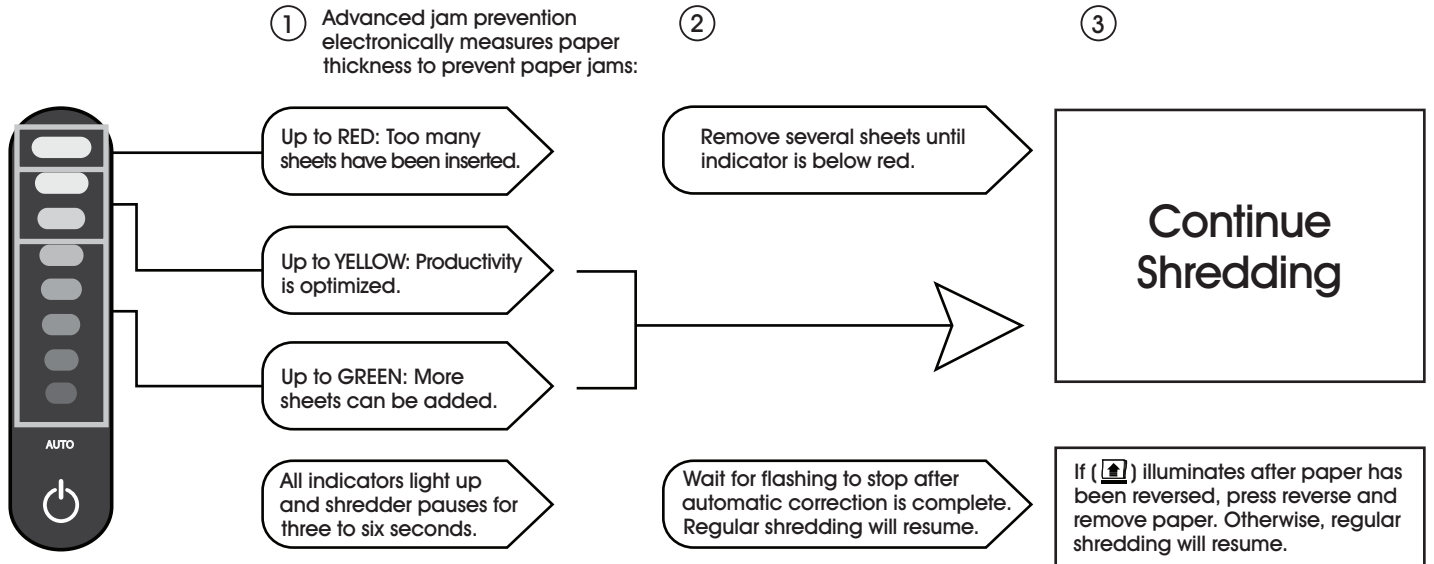 1 Advanced jam prevention
electronically measures paper
thickness to prevent paper jams:
2
3
Up to RED: Too many
sheets have been inserted.
Remove several sheets until
indicator is below red.
Continue
Shredding
Up to YELLOW: Productivity
is optimized.
Up to GREEN: More
sheets can be added.
AUTO
All indicators light up
and shredder pauses for
three to six seconds.
Wait for flashing to stop after
automatic correction is complete.
Regular shredding will resume.
If ( ) illuminates after paper has
been reversed, press reverse and
remove paper. Otherwise, regular
shredding will resume.